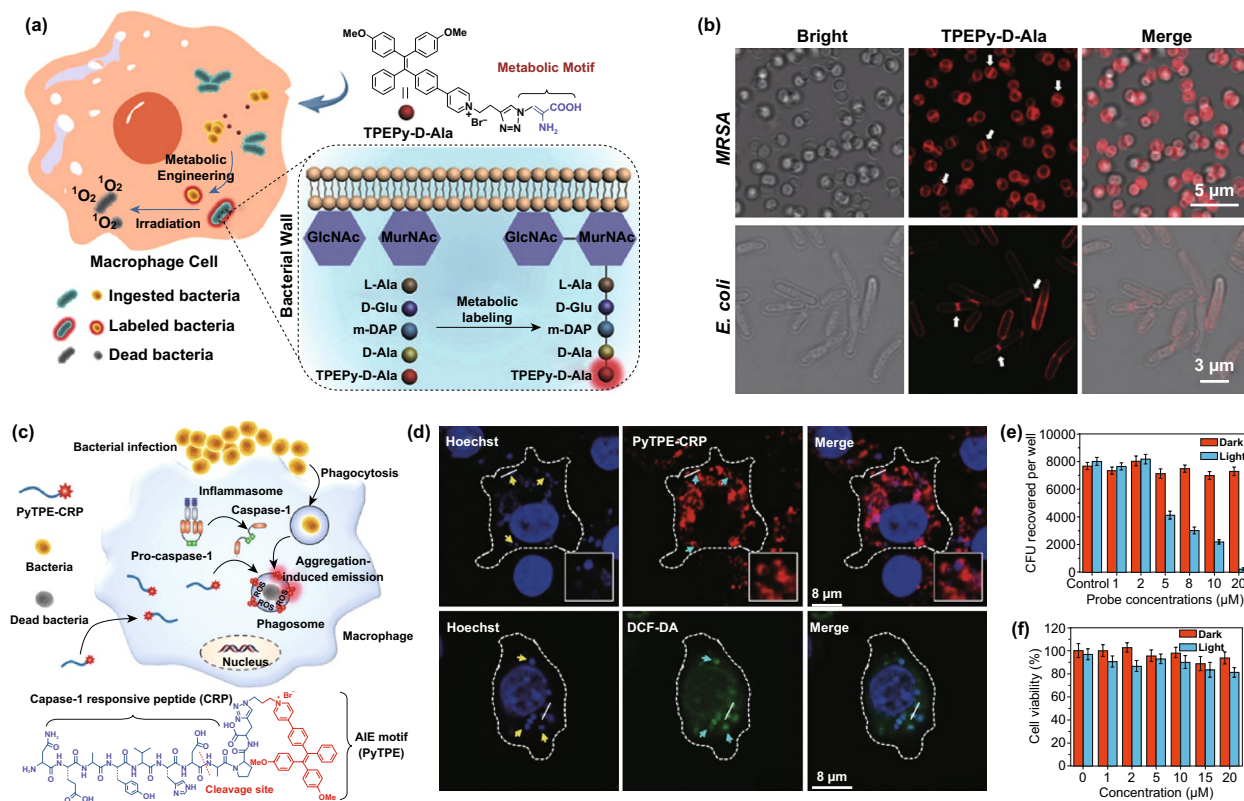 (a)
MeO
OMe
Metabolic Motif
COOH
N
+
Br⁻
N=N
N
NH₂
||
TPEPy-D-Ala
Metabolic
Engineering
¹O₂
¹O₂
¹O₂
Irradiation
Macrophage Cell
Ingested bacteria
Labeled bacteria
Dead bacteria
Bacterial Wall
GlcNAc
MurNAc
GlcNAc
MurNAc
L-Ala
D-Glu
m-DAP
D-Ala
TPEPy-D-Ala
Metabolic
labeling
L-Ala
D-Glu
m-DAP
D-Ala
TPEPy-D-Ala
(b)
Bright
TPEPy-D-Ala
Merge
MRSA
5 µm
E. coli
3 µm
(c)
Bacterial infection
Phagocytosis
PyTPE-CRP
Inflammasome
Caspase-1
Pro-caspase-1
Bacteria
Aggregation-
induced emission
ROS
ROS
ROS
Phagosome
Dead bacteria
Macrophage
Nucleus
Capase-1 responsive peptide (CRP)
AIE motif
(PyTPE)
Cleavage site
MeO
OMe
Br⁻
(d)
Hoechst
PyTPE-CRP
Merge
8 µm
Hoechst
DCF-DA
Merge
8 µm
(e)
CFU recovered per well
10000
8000
6000
4000
2000
0
Dark
Light
Control 1 2 5 8 10 20
Probe concentrations (µM)
(f)
Cell viability (%)
120
100
80
60
40
20
0
Dark
Light
0 1 2 5 10 15 20
Concentration (µM)